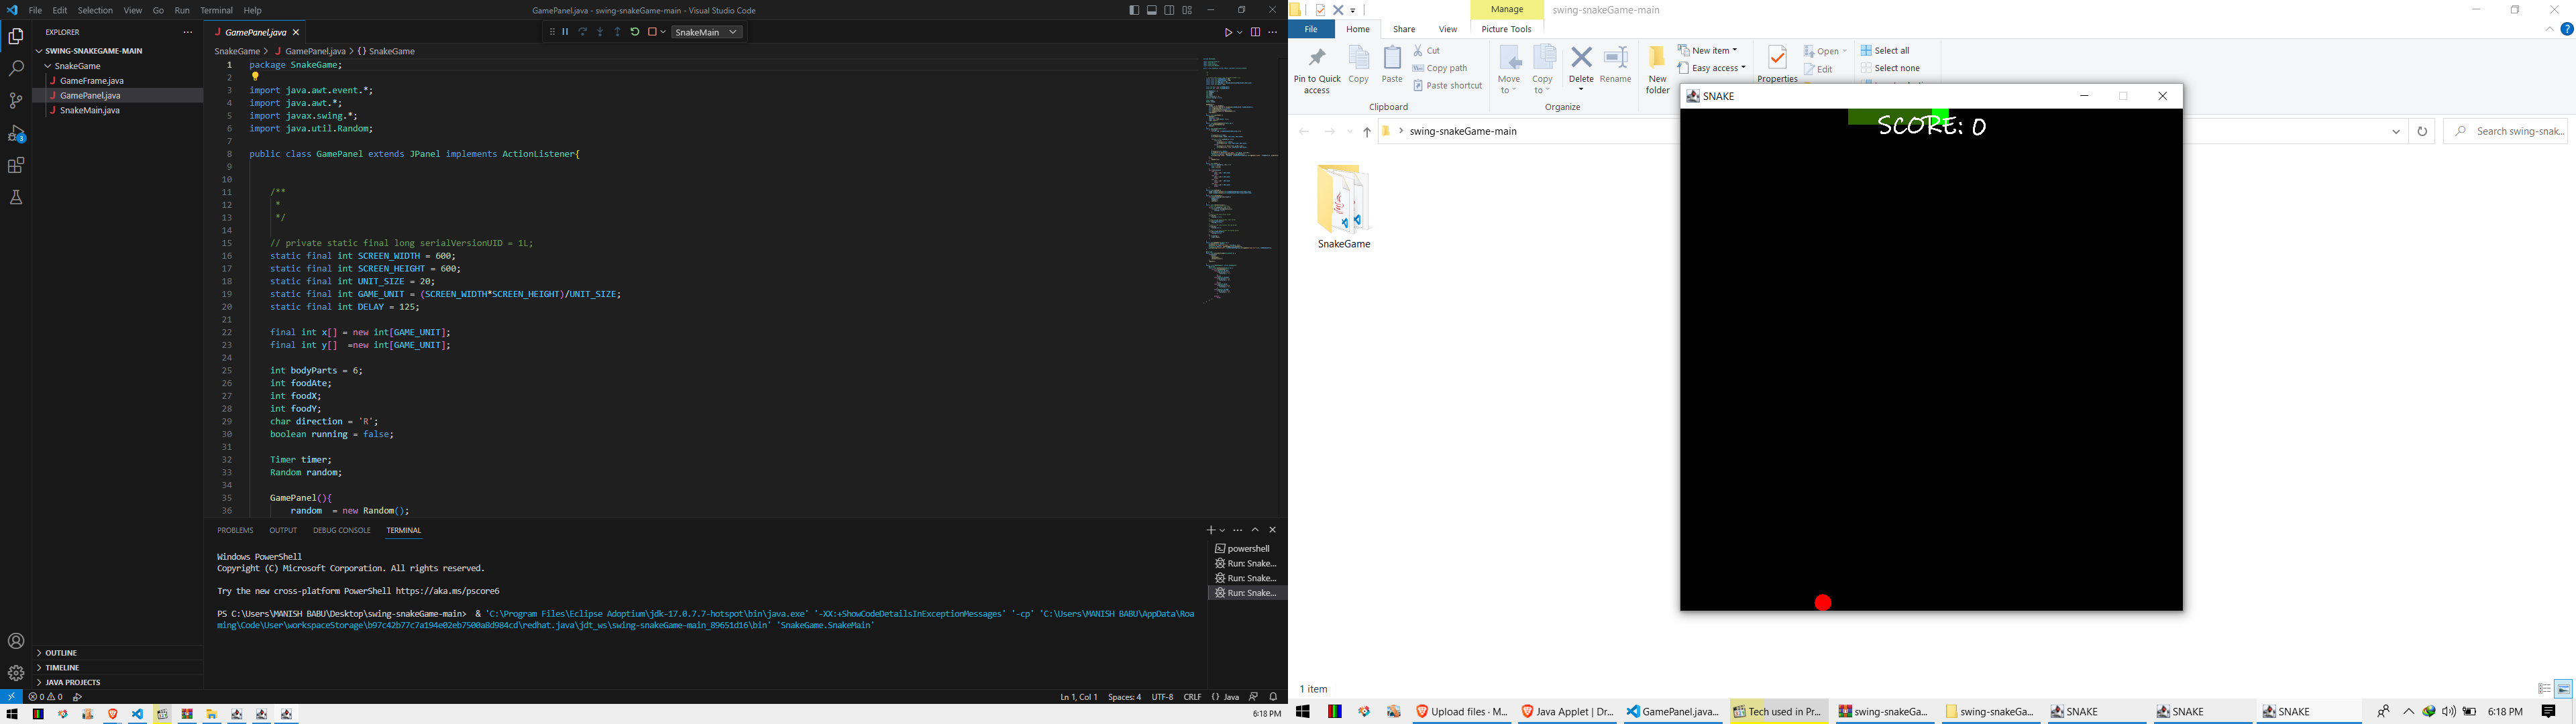 File Edit Selection View Go Run Terminal Help
GamePanel.java - swing-snakeGame-main - Visual Studio Code
EXPLORER
SWING-SNAKEGAME-MAIN
SnakeGame
GameFrame.java
GamePanel.java
SnakeMain.java
OUTLINE
TIMELINE
JAVA PROJECTS
GamePanel.java
SnakeMain
SnakeGame > GamePanel.java > {} SnakeGame
1 package SnakeGame;
2
3 import java.awt.event.*;
4 import java.awt.*;
5 import javax.swing.*;
6 import java.util.Random;
7
8 public class GamePanel extends JPanel implements ActionListener{
9
10
11 /**
12 *
13 */
14
15 // private static final long serialVersionUID = 1L;
16 static final int SCREEN_WIDTH = 600;
17 static final int SCREEN_HEIGHT = 600;
18 static final int UNIT_SIZE = 20;
19 static final int GAME_UNIT = (SCREEN_WIDTH*SCREEN_HEIGHT)/UNIT_SIZE;
20 static final int DELAY = 125;
21
22 final int x[] = new int[GAME_UNIT];
23 final int y[] =new int[GAME_UNIT];
24
25 int bodyParts = 6;
26 int foodAte;
27 int foodX;
28 int foodY;
29 char direction = 'R';
30 boolean running = false;
31
32 Timer timer;
33 Random random;
34
35 GamePanel(){
36 random = new Random();
PROBLEMS OUTPUT DEBUG CONSOLE TERMINAL
Windows PowerShell
Copyright (C) Microsoft Corporation. All rights reserved.
Try the new cross-platform PowerShell https://aka.ms/pscore6
PS C:\Users\MANISH BABU\Desktop\swing-snakeGame-main> & 'C:\Program Files\Eclipse Adoptium\jdk-17.0.7.7-hotspot\bin\java.exe' '-XX:+ShowCodeDetailsInExceptionMessages' '-cp' 'C:\Users\MANISH BABU\AppData\Roa
ming\Code\User\workspaceStorage\b97c42b77c7a194e02eb7500a8d984cd\redhat.java\jdt_ws\swing-snakeGame-main_89651d16\bin' 'SnakeGame.SnakeMain'
powershell
Run: Snake...
Run: Snake...
Run: Snake...
0 0
Ln 1, Col 1 Spaces: 4 UTF-8 CRLF {} Java
6:18 PM
Manage
swing-snakeGame-main
File Home Share View Picture Tools
Pin to Quick access
Copy
Paste
Cut
Copy path
Paste shortcut
Clipboard
Move to
Copy to
Delete
Rename
Organize
New folder
New item
Easy access
Properties
Open
Edit
Select all
Select none
swing-snakeGame-main
Search swing-snak...
SnakeGame
SNAKE
SCORE: 0
1 item
Upload files · M...
Java Applet | Dr...
GamePanel.java...
Tech used in Pr...
swing-snakeGa...
swing-snakeGa...
SNAKE
SNAKE
SNAKE
6:18 PM